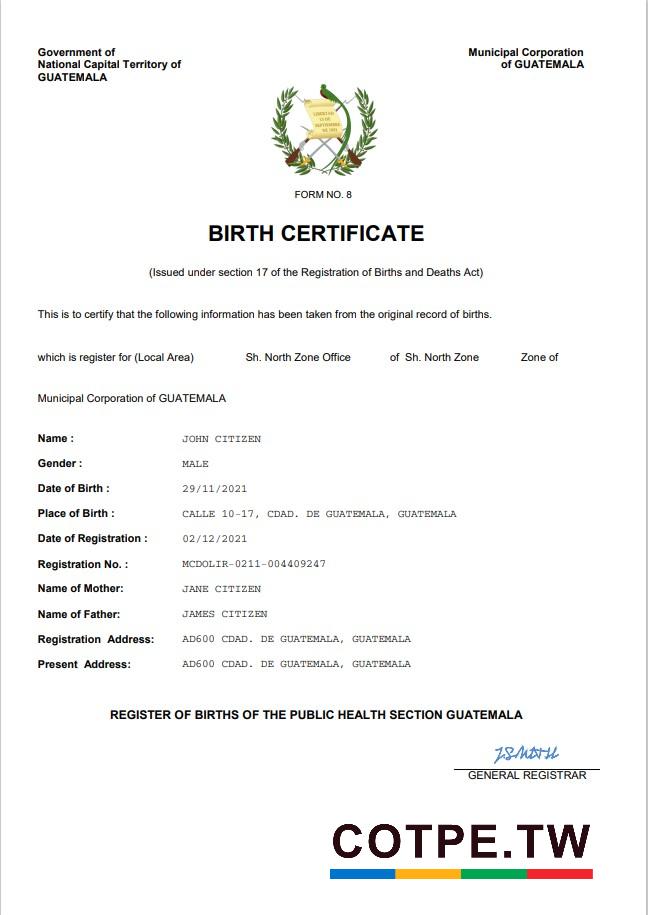 Government of
National Capital Territory of
GUATEMALA
Municipal Corporation
of GUATEMALA
LIBERTAD
15 DE
SEPTIEMBRE
DE 1821
FORM NO. 8
BIRTH CERTIFICATE
(Issued under section 17 of the Registration of Births and Deaths Act)
This is to certify that the following information has been taken from the original record of births.
which is register for (Local Area) Sh. North Zone Office of Sh. North Zone Zone of
Municipal Corporation of GUATEMALA
Name : JOHN CITIZEN
Gender : MALE
Date of Birth : 29/11/2021
Place of Birth : CALLE 10-17, CDAD. DE GUATEMALA, GUATEMALA
Date of Registration : 02/12/2021
Registration No. : MCDOLIR-0211-004409247
Name of Mother: JANE CITIZEN
Name of Father: JAMES CITIZEN
Registration Address: AD600 CDAD. DE GUATEMALA, GUATEMALA
Present Address: AD600 CDAD. DE GUATEMALA, GUATEMALA
REGISTER OF BIRTHS OF THE PUBLIC HEALTH SECTION GUATEMALA
GENERAL REGISTRAR
COTPE.TW